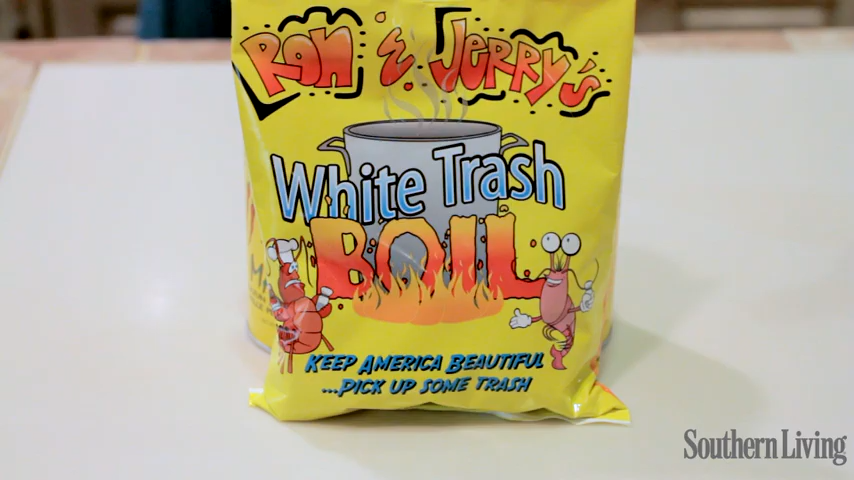 Ron & Jerry's
White Trash
BOIL
KEEP AMERICA BEAUTIFUL
...PICK UP SOME TRASH
Southern Living